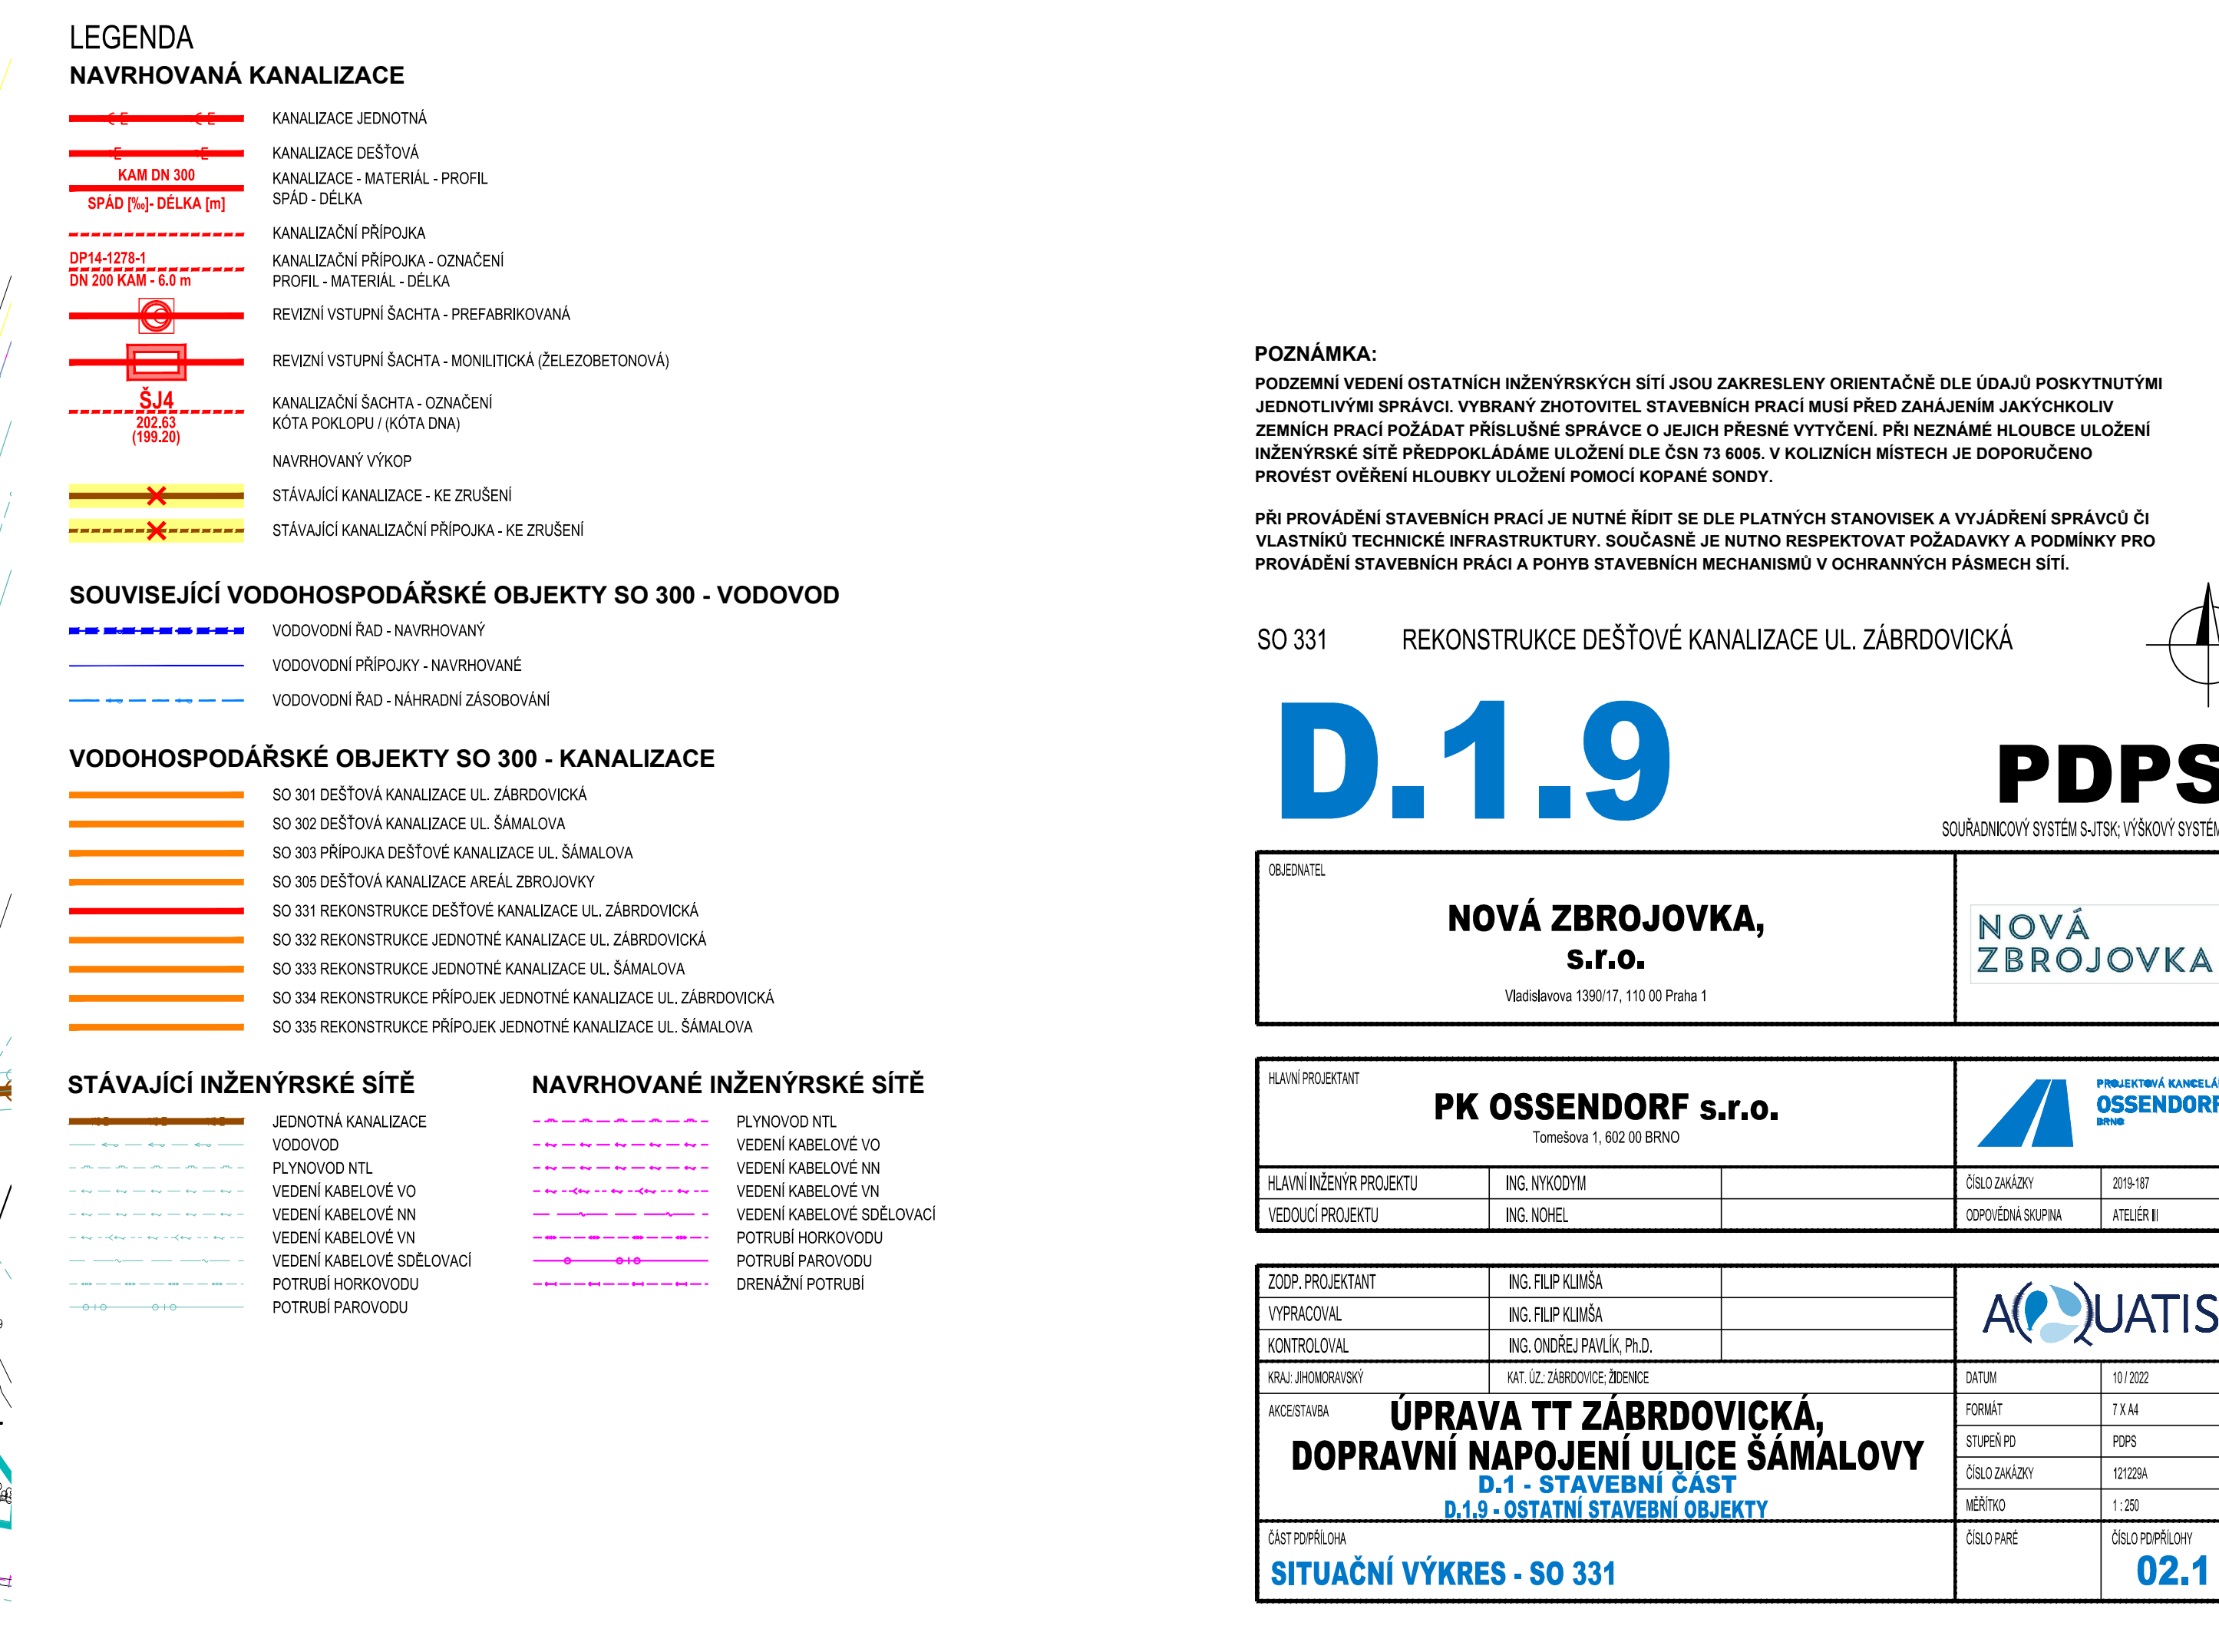 LEGENDA
NAVRHOVANÁ KANALIZACE
KANALIZACE JEDNOTNÁ
KANALIZACE DEŠŤOVÁ
KAM DN 300
SPÁD [‰]- DÉLKA [m]
KANALIZACE - MATERIÁL - PROFIL
SPÁD - DÉLKA
KANALIZAČNÍ PŘÍPOJKA
DP14-1278-1
DN 200 KAM - 6.0 m
KANALIZAČNÍ PŘÍPOJKA - OZNAČENÍ
PROFIL - MATERIÁL - DÉLKA
REVIZNÍ VSTUPNÍ ŠACHTA - PREFABRIKOVANÁ
REVIZNÍ VSTUPNÍ ŠACHTA - MONILITICKÁ (ŽELEZOBETONOVÁ)
ŠJ4
202.63
(199.20)
KANALIZAČNÍ ŠACHTA - OZNAČENÍ
KÓTA POKLOPU / (KÓTA DNA)
NAVRHOVANÝ VÝKOP
STÁVAJÍCÍ KANALIZACE - KE ZRUŠENÍ
STÁVAJÍCÍ KANALIZAČNÍ PŘÍPOJKA - KE ZRUŠENÍ
SOUVISEJÍCÍ VODOHOSPODÁŘSKÉ OBJEKTY SO 300 - VODOVOD
VODOVODNÍ ŘAD - NAVRHOVANÝ
VODOVODNÍ PŘÍPOJKY - NAVRHOVANÉ
VODOVODNÍ ŘAD - NÁHRADNÍ ZÁSOBOVÁNÍ
VODOHOSPODÁŘSKÉ OBJEKTY SO 300 - KANALIZACE
SO 301 DEŠŤOVÁ KANALIZACE UL. ZÁBRDOVICKÁ
SO 302 DEŠŤOVÁ KANALIZACE UL. ŠÁMALOVA
SO 303 PŘÍPOJKA DEŠŤOVÉ KANALIZACE UL. ŠÁMALOVA
SO 305 DEŠŤOVÁ KANALIZACE AREÁL ZBROJOVKY
SO 331 REKONSTRUKCE DEŠŤOVÉ KANALIZACE UL. ZÁBRDOVICKÁ
SO 332 REKONSTRUKCE JEDNOTNÉ KANALIZACE UL. ZÁBRDOVICKÁ
SO 333 REKONSTRUKCE JEDNOTNÉ KANALIZACE UL. ŠÁMALOVA
SO 334 REKONSTRUKCE PŘÍPOJEK JEDNOTNÉ KANALIZACE UL. ZÁBRDOVICKÁ
SO 335 REKONSTRUKCE PŘÍPOJEK JEDNOTNÉ KANALIZACE UL. ŠÁMALOVA
STÁVAJÍCÍ INŽENÝRSKÉ SÍTĚ
JEDNOTNÁ KANALIZACE
VODOVOD
PLYNOVOD NTL
VEDENÍ KABELOVÉ VO
VEDENÍ KABELOVÉ NN
VEDENÍ KABELOVÉ VN
VEDENÍ KABELOVÉ SDĚLOVACÍ
POTRUBÍ HORKOVODU
POTRUBÍ PAROVODU
NAVRHOVANÉ INŽENÝRSKÉ SÍTĚ
PLYNOVOD NTL
VEDENÍ KABELOVÉ VO
VEDENÍ KABELOVÉ NN
VEDENÍ KABELOVÉ VN
VEDENÍ KABELOVÉ SDĚLOVACÍ
POTRUBÍ HORKOVODU
POTRUBÍ PAROVODU
DRENÁŽNÍ POTRUBÍ
POZNÁMKA:
PODZEMNÍ VEDENÍ OSTATNÍCH INŽENÝRSKÝCH SÍTÍ JSOU ZAKRESLENY ORIENTAČNĚ DLE ÚDAJŮ POSKYTNUTÝMI
JEDNOTLIVÝMI SPRÁVCI. VYBRANÝ ZHOTOVITEL STAVEBNÍCH PRACÍ MUSÍ PŘED ZAHÁJENÍM JAKÝCHKOLIV
ZEMNÍCH PRACÍ POŽÁDAT PŘÍSLUŠNÉ SPRÁVCE O JEJICH PŘESNÉ VYTYČENÍ. PŘI NEZNÁMÉ HLOUBCE ULOŽENÍ
INŽENÝRSKÉ SÍTĚ PŘEDPOKLÁDÁME ULOŽENÍ DLE ČSN 73 6005. V KOLIZNÍCH MÍSTECH JE DOPORUČENO
PROVÉST OVĚŘENÍ HLOUBKY ULOŽENÍ POMOCÍ KOPANÉ SONDY.
PŘI PROVÁDĚNÍ STAVEBNÍCH PRACÍ JE NUTNÉ ŘÍDIT SE DLE PLATNÝCH STANOVISEK A VYJÁDŘENÍ SPRÁVCŮ ČI
VLASTNÍKŮ TECHNICKÉ INFRASTRUKTURY. SOUČASNĚ JE NUTNO RESPEKTOVAT POŽADAVKY A PODMÍNKY PRO
PROVÁDĚNÍ STAVEBNÍCH PRÁCI A POHYB STAVEBNÍCH MECHANISMŮ V OCHRANNÝCH PÁSMECH SÍTÍ.
SO 331 REKONSTRUKCE DEŠŤOVÉ KANALIZACE UL. ZÁBRDOVICKÁ
D.1.9
PDPS
SOUŘADNICOVÝ SYSTÉM S-JTSK; VÝŠKOVÝ SYSTÉM
OBJEDNATEL
NOVÁ ZBROJOVKA,
s.r.o.
Vladislavova 1390/17, 110 00 Praha 1
NOVÁ
ZBROJOVKA
HLAVNÍ PROJEKTANT
PK OSSENDORF s.r.o.
Tomešova 1, 602 00 BRNO
PROJEKTOVÁ KANCELÁ
OSSENDORF
BRNO
HLAVNÍ INŽENÝR PROJEKTU ING. NYKODYM
ČÍSLO ZAKÁZKY 2019-187
VEDOUCÍ PROJEKTU ING. NOHEL
ODPOVĚDNÁ SKUPINA ATELIÉR III
ZODP. PROJEKTANT ING. FILIP KLIMŠA
VYPRACOVAL ING. FILIP KLIMŠA
KONTROLOVAL ING. ONDŘEJ PAVLÍK, Ph.D.
AQUATIS
KRAJ: JIHOMORAVSKÝ KAT. ÚZ.: ZÁBRDOVICE; ŽIDENICE
DATUM 10 / 2022
AKCE/STAVBA
ÚPRAVA TT ZÁBRDOVICKÁ,
DOPRAVNÍ NAPOJENÍ ULICE ŠÁMALOVY
D.1 - STAVEBNÍ ČÁST
D.1.9 - OSTATNÍ STAVEBNÍ OBJEKTY
FORMÁT 7 X A4
STUPEŇ PD PDPS
ČÍSLO ZAKÁZKY 121229A
MĚŘÍTKO 1 : 250
ČÁST PD/PŘÍLOHA
SITUAČNÍ VÝKRES - SO 331
ČÍSLO PARÉ
ČÍSLO PD/PŘÍLOHY
02.1